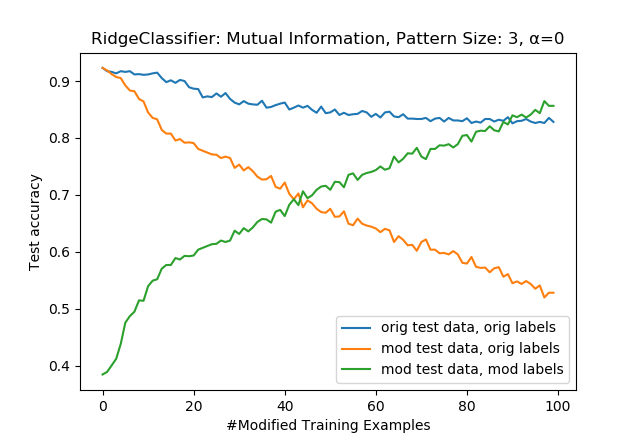 RidgeClassifier: Mutual Information, Pattern Size: 3, α=0
Test accuracy
0.9
0.8
0.7
0.6
0.5
0.4
orig test data, orig labels
mod test data, orig labels
mod test data, mod labels
0 20 40 60 80 100
#Modified Training Examples